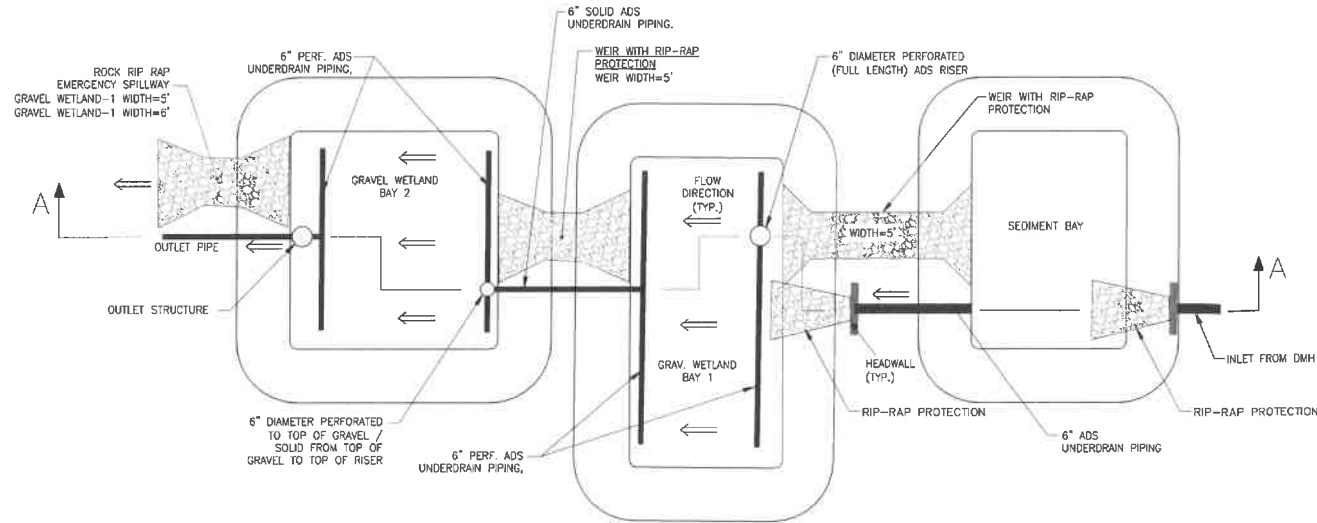 6" SOLID ADS
UNDERDRAIN PIPING.
6" PERF. ADS
UNDERDRAIN PIPING,
WEIR WITH RIP-RAP
PROTECTION
WEIR WIDTH=5'
6" DIAMETER PERFORATED
(FULL LENGTH) ADS RISER
ROCK RIP RAP
EMERGENCY SPILLWAY
GRAVEL WETLAND-1 WIDTH=5'
GRAVEL WETLAND-1 WIDTH=6'
WEIR WITH RIP-RAP
PROTECTION
A
GRAVEL WETLAND
BAY 2
FLOW
DIRECTION
(TYP.)
WIDTH=5'
SEDIMENT BAY
A
OUTLET PIPE
OUTLET STRUCTURE
GRAV. WETLAND
BAY 1
HEADWALL
(TYP.)
INLET FROM DMH
RIP-RAP PROTECTION
RIP-RAP PROTECTION
6" DIAMETER PERFORATED
TO TOP OF GRAVEL /
SOLID FROM TOP OF
GRAVEL TO TOP OF RISER
6" PERF. ADS
UNDERDRAIN PIPING,
6" ADS
UNDERDRAIN PIPING